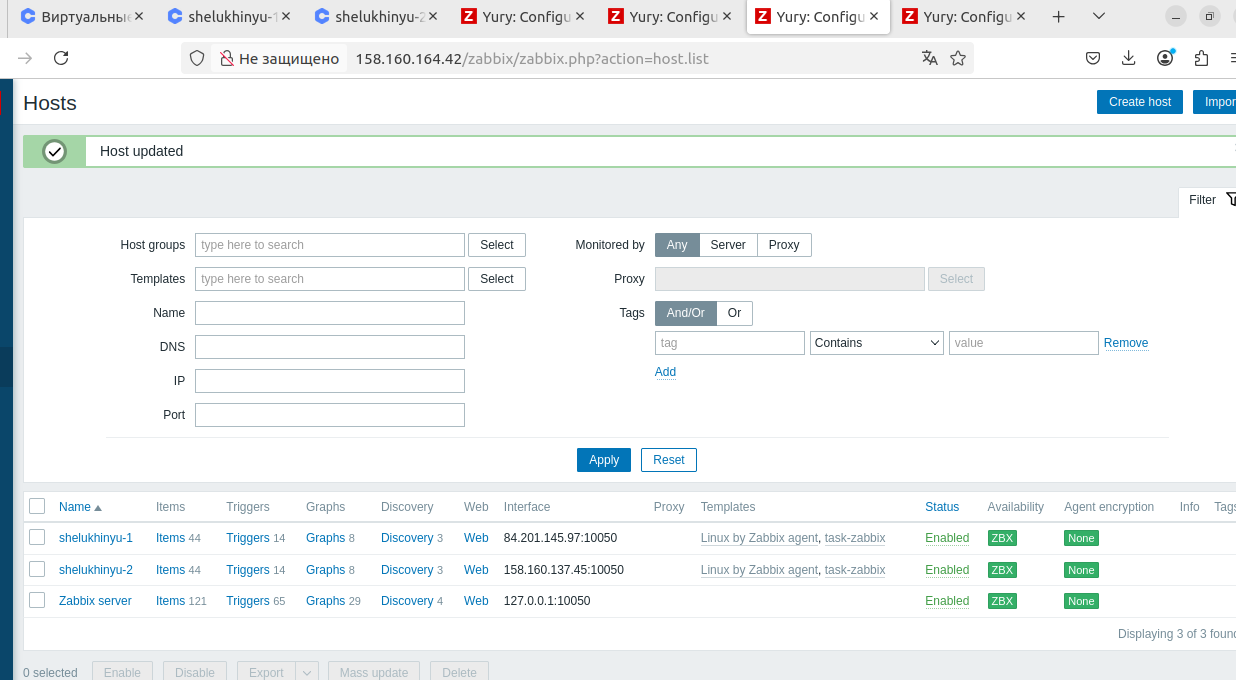 Виртуальны
shelukhinyu-1
shelukhinyu-2
Z Yury: Configu
Z Yury: Configu
Z Yury: Configu
Z Yury: Configu
Не защищено 158.160.164.42/zabbix/zabbix.php?action=host.list
Hosts
Create host
Impor
Host updated
Filter
Host groups type here to search Select
Monitored by Any Server Proxy
Templates type here to search Select
Proxy Select
Name
Tags And/Or Or
DNS
tag Contains value Remove
Add
IP
Port
Apply Reset
Name Items Triggers Graphs Discovery Web Interface Proxy Templates Status Availability Agent encryption Info Tags
shelukhinyu-1 Items 44 Triggers 14 Graphs 8 Discovery 3 Web 84.201.145.97:10050 Linux by Zabbix agent, task-zabbix Enabled ZBX None
shelukhinyu-2 Items 44 Triggers 14 Graphs 8 Discovery 3 Web 158.160.137.45:10050 Linux by Zabbix agent, task-zabbix Enabled ZBX None
Zabbix server Items 121 Triggers 65 Graphs 29 Discovery 4 Web 127.0.0.1:10050 Enabled ZBX None
Displaying 3 of 3 foun
0 selected Enable Disable Export Mass update Delete